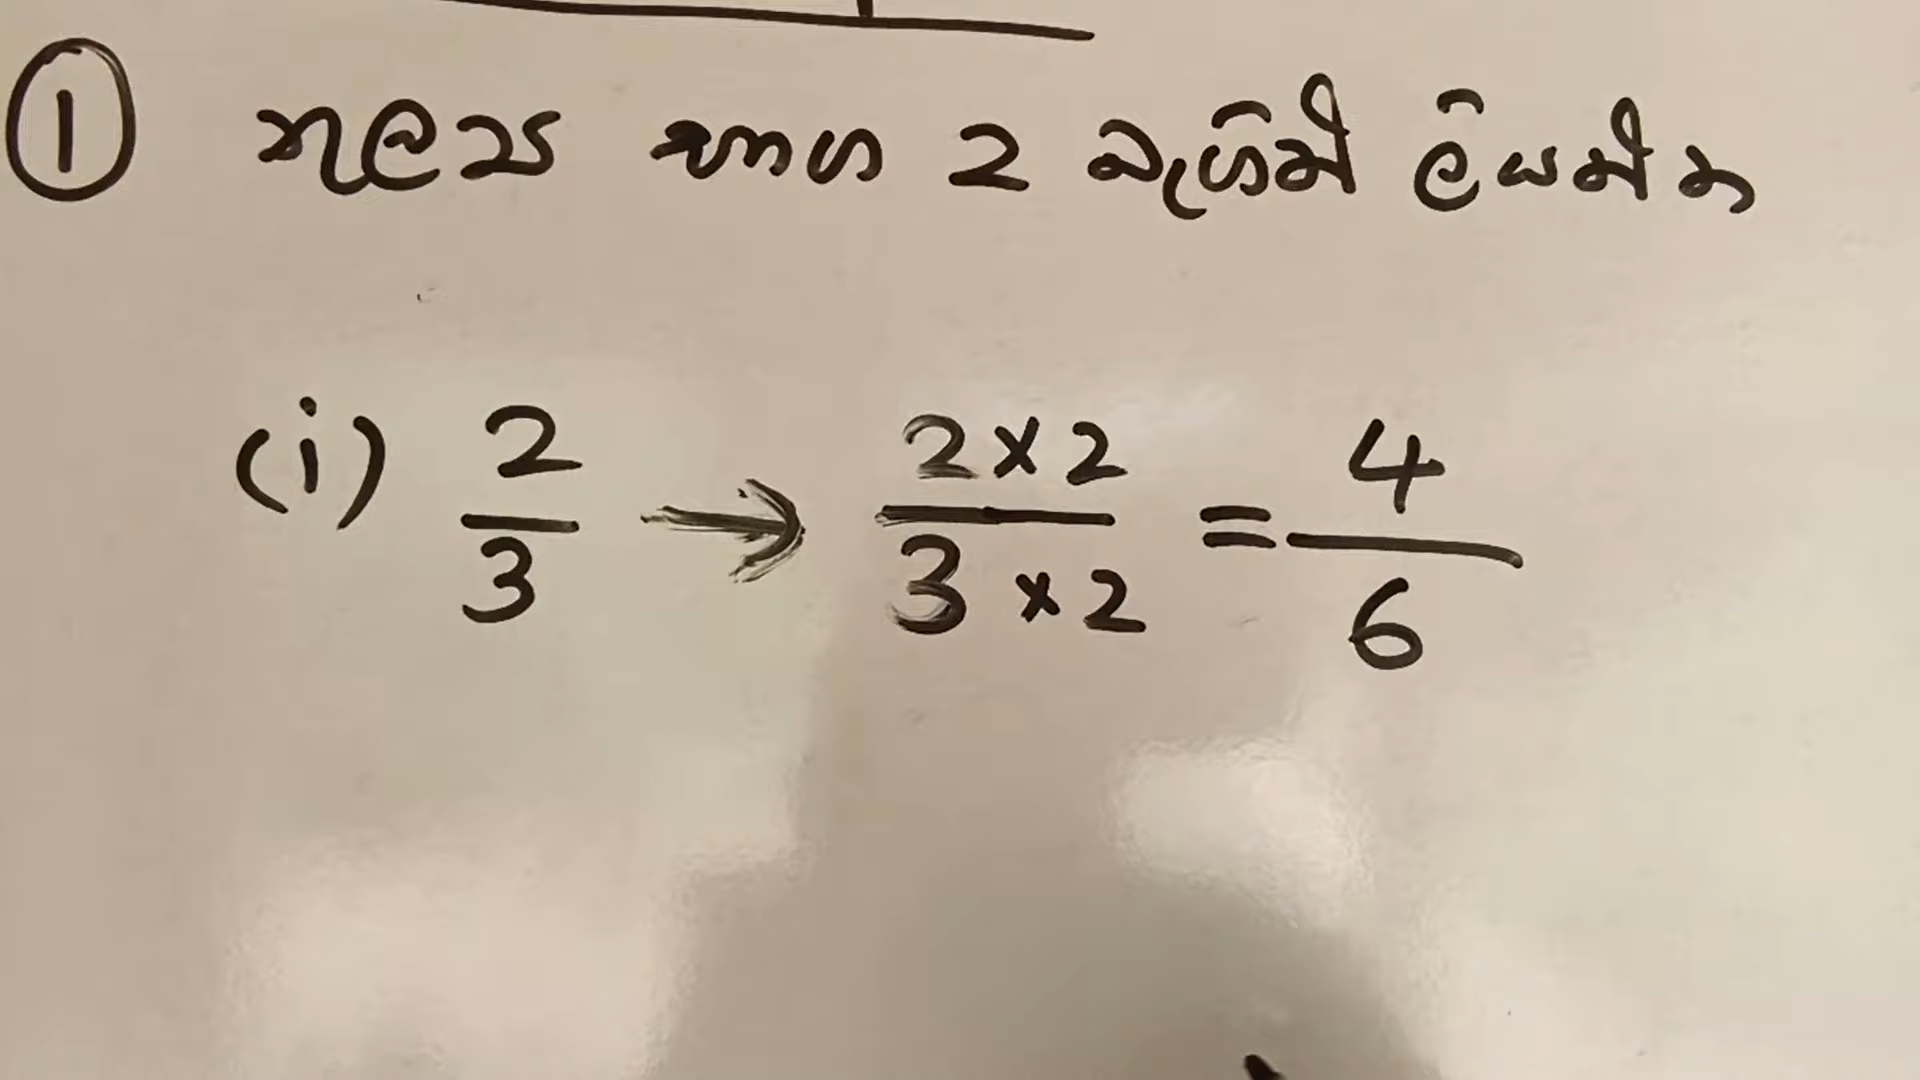 ① තුල්‍ය භාග 2 බැගින් ලියන්න
(i) 2/3 → 2×2/3×2 = 4/6